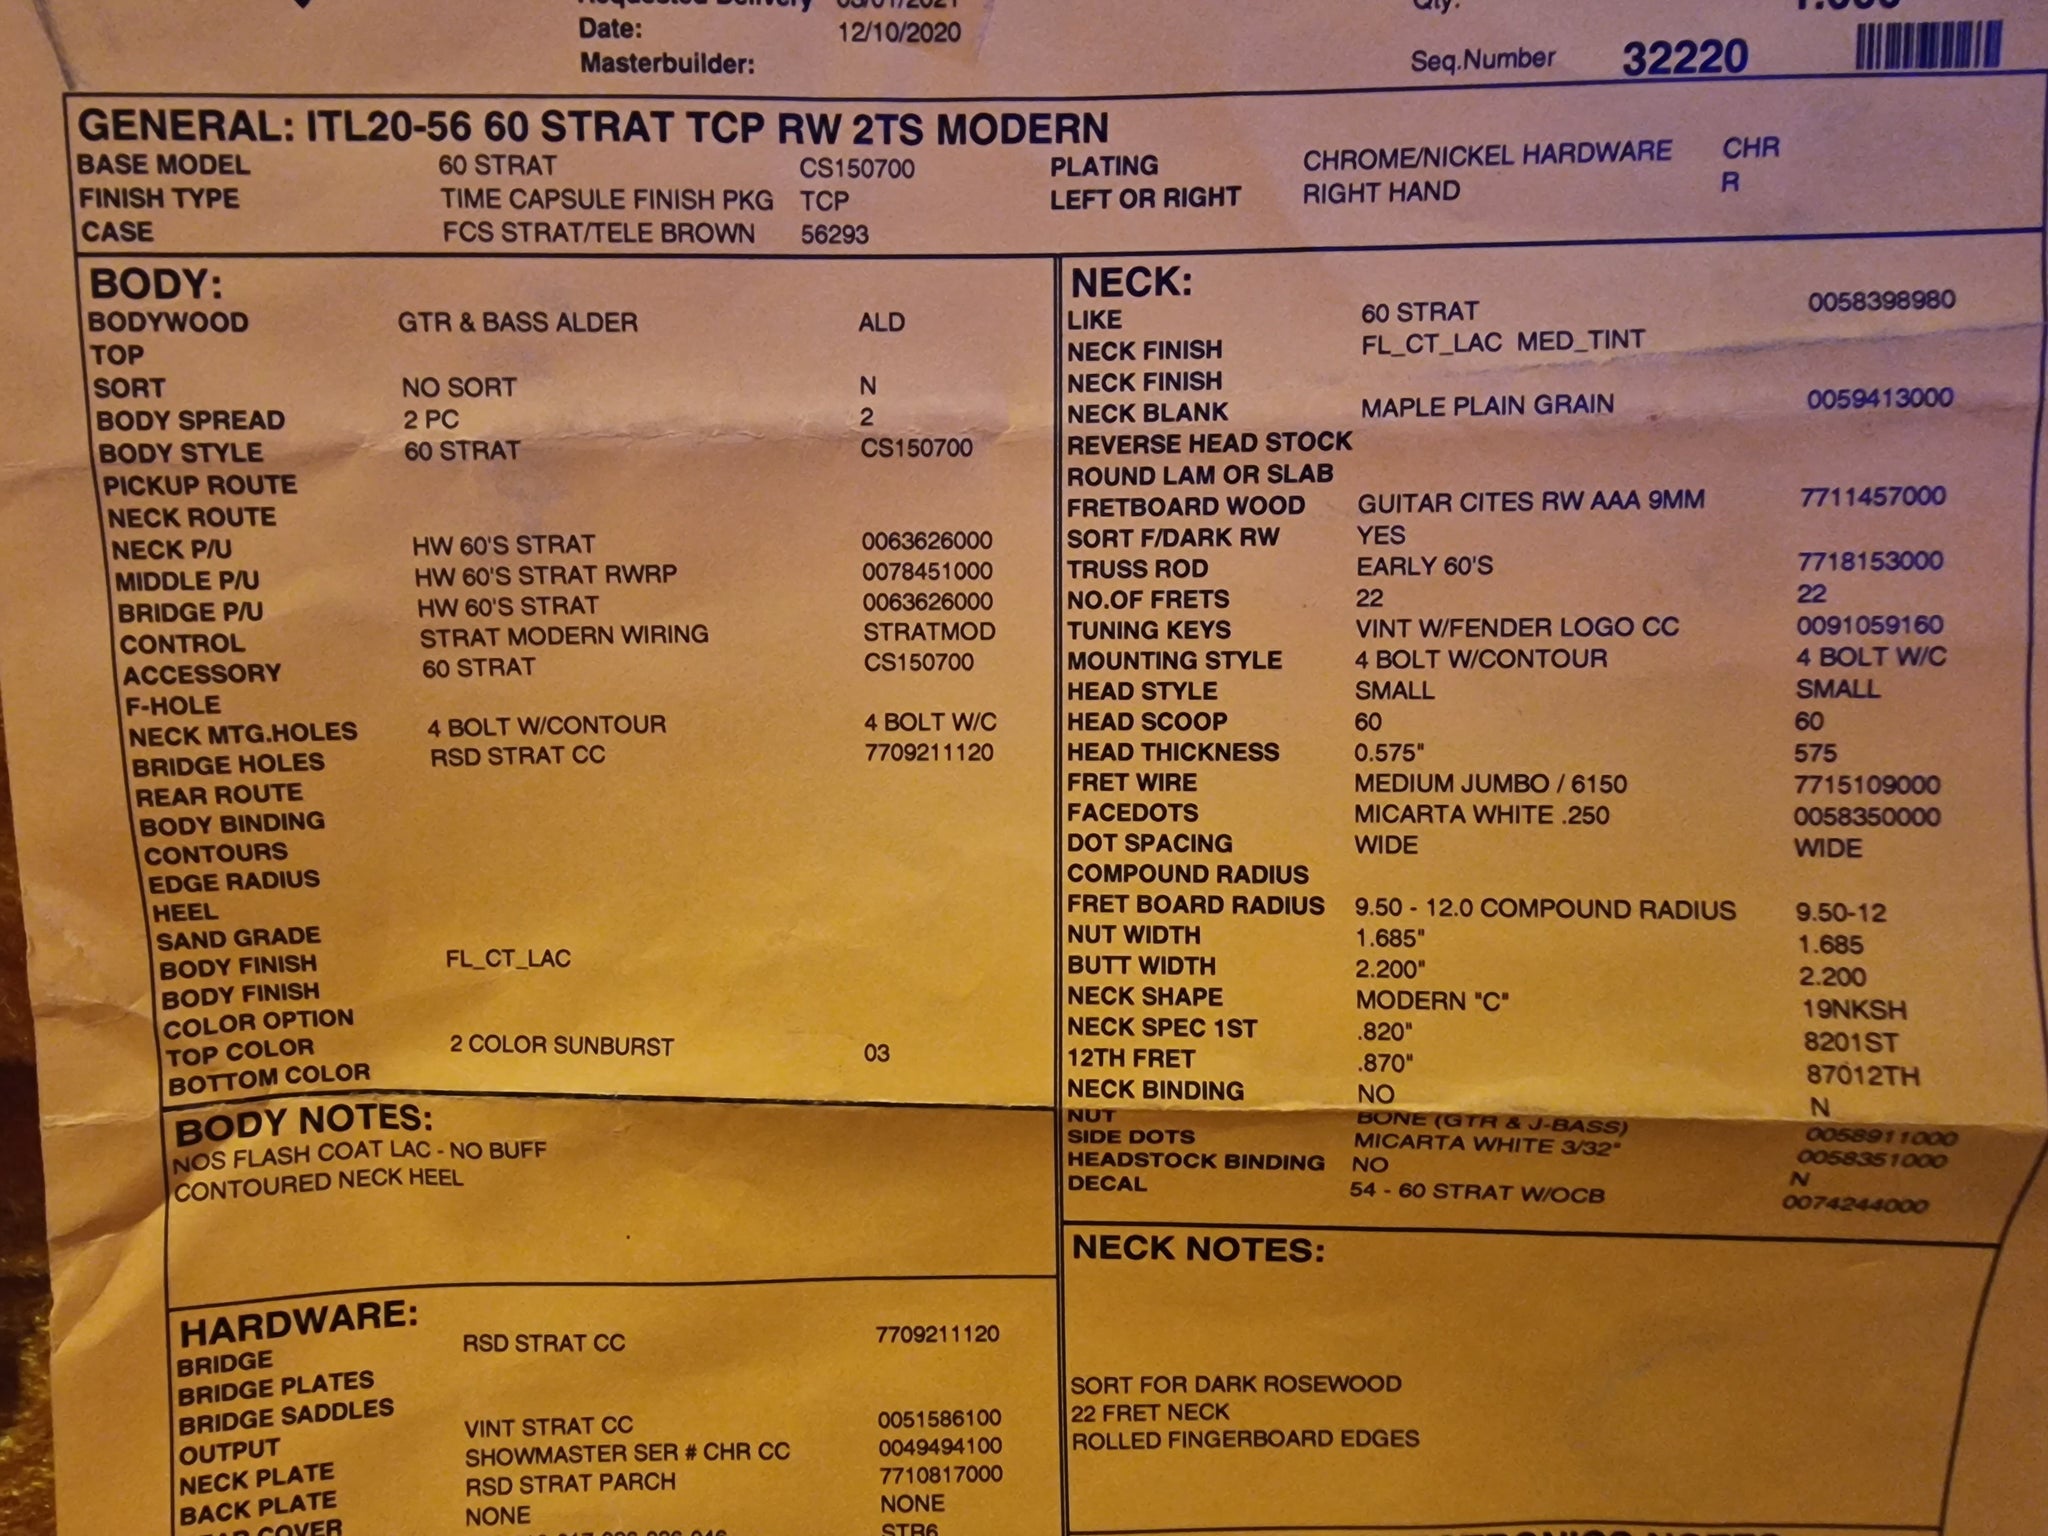 Requested Delivery 03/01/2021
Qty:
Date: 12/10/2020
Masterbuilder:
Seq.Number 32220
GENERAL: ITL20-56 60 STRAT TCP RW 2TS MODERN
BASE MODEL 60 STRAT CS150700 PLATING CHROME/NICKEL HARDWARE CHR
FINISH TYPE TIME CAPSULE FINISH PKG TCP LEFT OR RIGHT RIGHT HAND R
CASE FCS STRAT/TELE BROWN 56293
BODY:
BODYWOOD GTR & BASS ALDER ALD
TOP
SORT NO SORT N
BODY SPREAD 2 PC 2
BODY STYLE 60 STRAT CS150700
PICKUP ROUTE
NECK ROUTE
NECK P/U HW 60'S STRAT 0063626000
MIDDLE P/U HW 60'S STRAT RWRP 0078451000
BRIDGE P/U HW 60'S STRAT 0063626000
CONTROL STRAT MODERN WIRING STRATMOD
ACCESSORY 60 STRAT CS150700
F-HOLE
NECK MTG.HOLES 4 BOLT W/CONTOUR 4 BOLT W/C
BRIDGE HOLES RSD STRAT CC 7709211120
REAR ROUTE
BODY BINDING
CONTOURS
EDGE RADIUS
HEEL
SAND GRADE
BODY FINISH FL_CT_LAC
BODY FINISH
COLOR OPTION
TOP COLOR 2 COLOR SUNBURST 03
BOTTOM COLOR
BODY NOTES:
NOS FLASH COAT LAC - NO BUFF
CONTOURED NECK HEEL
HARDWARE:
BRIDGE RSD STRAT CC 7709211120
BRIDGE PLATES
BRIDGE SADDLES VINT STRAT CC 0051586100
OUTPUT SHOWMASTER SER # CHR CC 0049494100
NECK PLATE RSD STRAT PARCH 7710817000
BACK PLATE NONE NONE
COVER STR6
NECK:
LIKE 60 STRAT 0058398980
NECK FINISH FL_CT_LAC MED_TINT
NECK FINISH
NECK BLANK MAPLE PLAIN GRAIN 0059413000
REVERSE HEAD STOCK
ROUND LAM OR SLAB
FRETBOARD WOOD GUITAR CITES RW AAA 9MM 7711457000
SORT F/DARK RW YES
TRUSS ROD EARLY 60'S 7718153000
NO.OF FRETS 22 22
TUNING KEYS VINT W/FENDER LOGO CC 0091059160
MOUNTING STYLE 4 BOLT W/CONTOUR 4 BOLT W/C
HEAD STYLE SMALL SMALL
HEAD SCOOP 60 60
HEAD THICKNESS 0.575" 575
FRET WIRE MEDIUM JUMBO / 6150 7715109000
FACEDOTS MICARTA WHITE .250 0058350000
DOT SPACING WIDE WIDE
COMPOUND RADIUS
FRET BOARD RADIUS 9.50 - 12.0 COMPOUND RADIUS 9.50-12
NUT WIDTH 1.685" 1.685
BUTT WIDTH 2.200" 2.200
NECK SHAPE MODERN "C" 19NKSH
NECK SPEC 1ST .820" 8201ST
12TH FRET .870" 87012TH
NECK BINDING NO N
NUT BONE (GTR & J-BASS) 0058911000
SIDE DOTS MICARTA WHITE 3/32" 0058351000
HEADSTOCK BINDING NO N
DECAL 54 - 60 STRAT W/OCB 0074244000
NECK NOTES:
SORT FOR DARK ROSEWOOD
22 FRET NECK
ROLLED FINGERBOARD EDGES